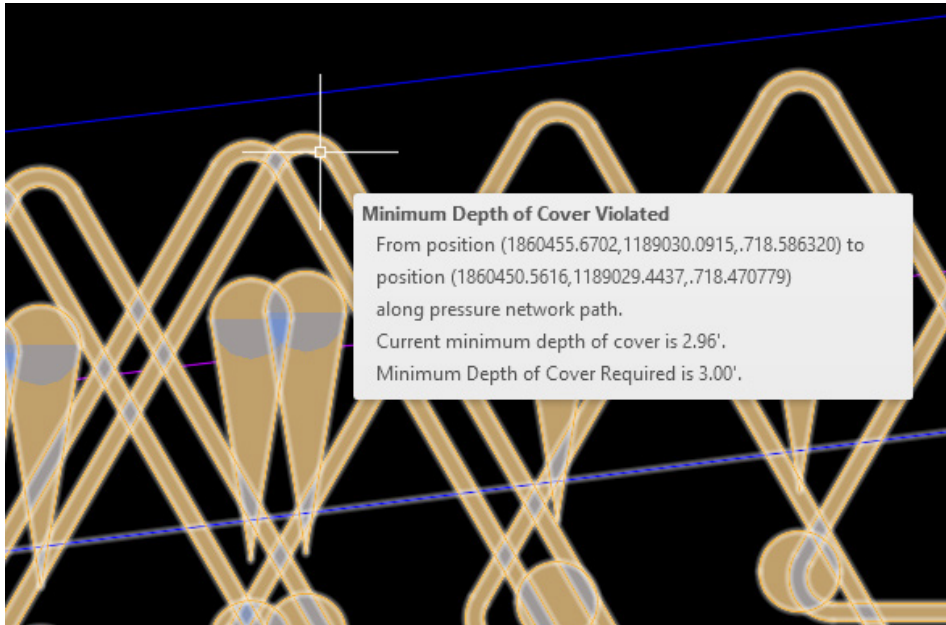 Minimum Depth of Cover Violated
From position (1860455.6702,1189030.0915,.718.586320) to
position (1860450.5616,1189029.4437,.718.470779)
along pressure network path.
Current minimum depth of cover is 2.96'.
Minimum Depth of Cover Required is 3.00'.